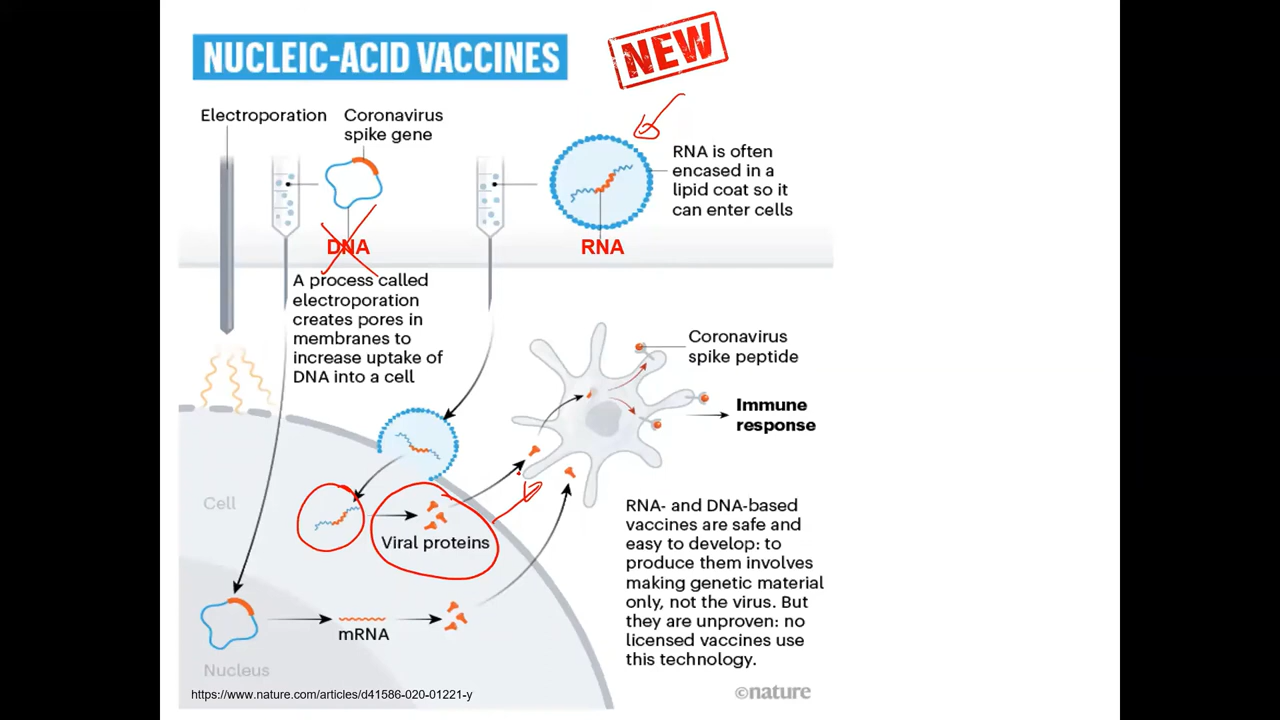 NUCLEIC-ACID VACCINES
NEW
Electroporation
Coronavirus
spike gene
RNA is often
encased in a
lipid coat so it
can enter cells
DNA
RNA
A process called
electroporation
creates pores in
membranes to
increase uptake of
DNA into a cell
Coronavirus
spike peptide
Immune
response
Cell
Viral proteins
RNA- and DNA-based
vaccines are safe and
easy to develop: to
produce them involves
making genetic material
only, not the virus. But
they are unproven: no
licensed vaccines use
this technology.
mRNA
Nucleus
https://www.nature.com/articles/d41586-020-01221-y
©nature